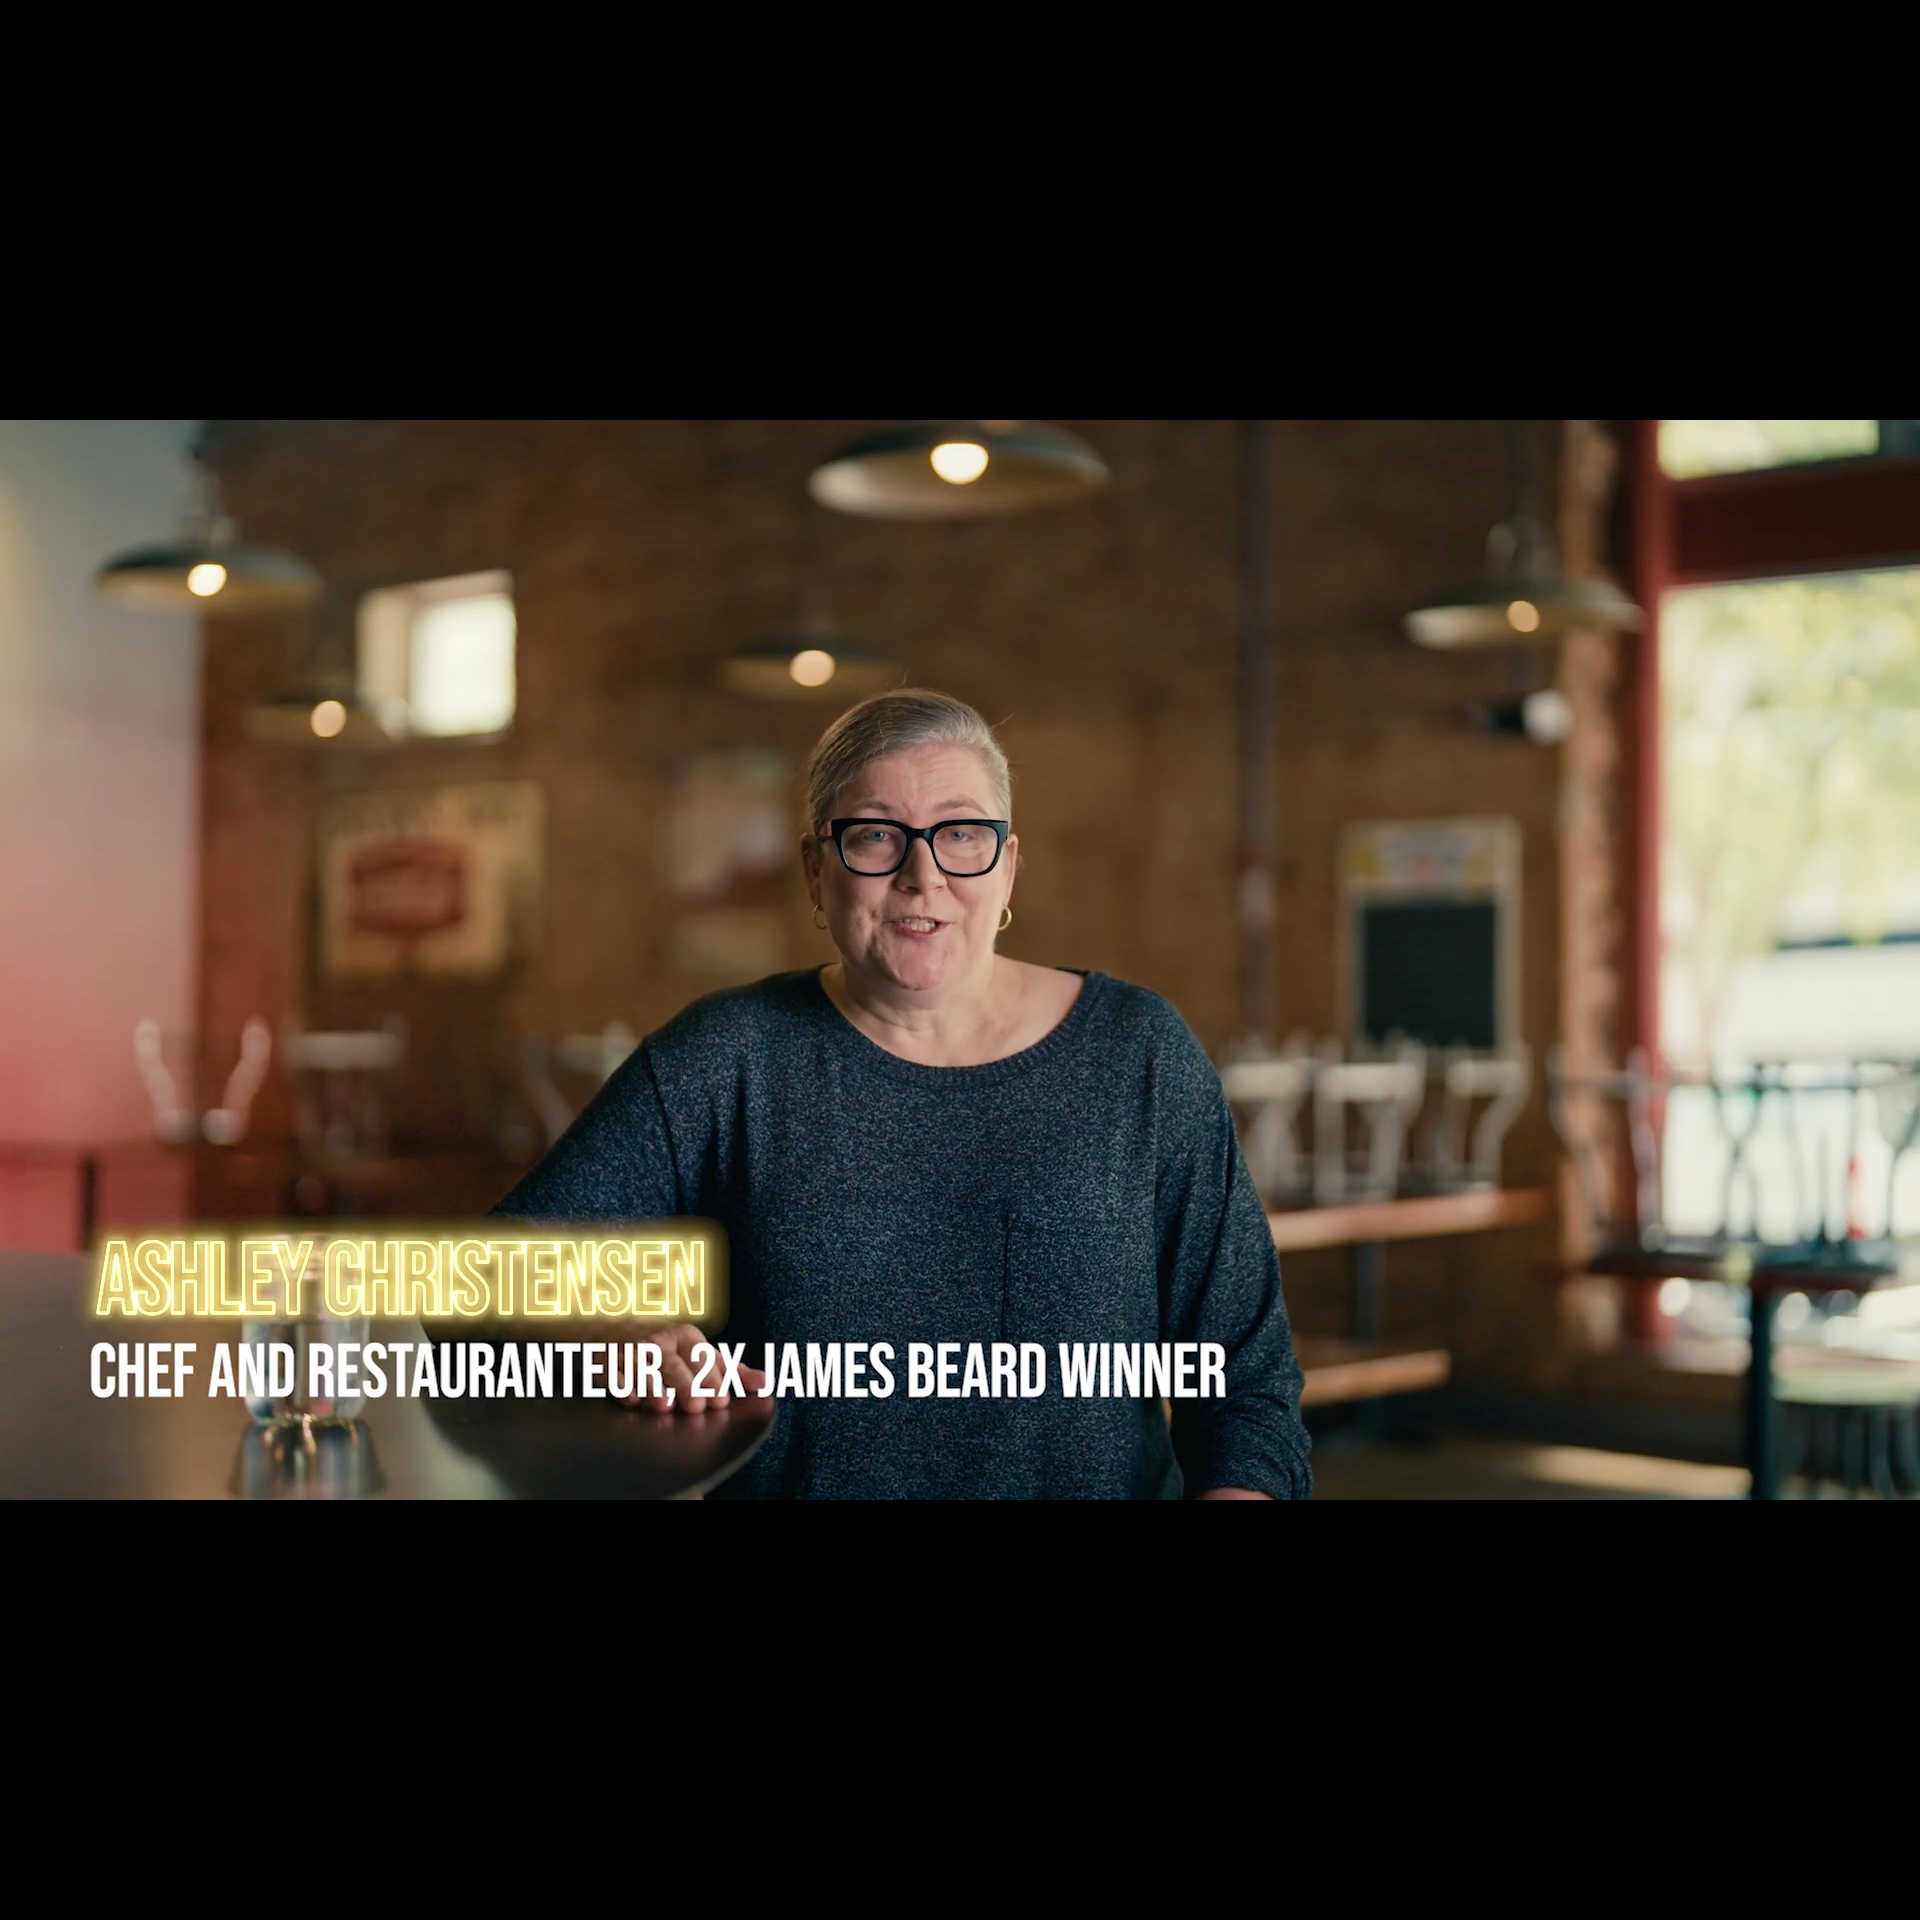 ASHLEY CHRISTENSEN
CHEF AND RESTAURANTEUR, 2X JAMES BEARD WINNER